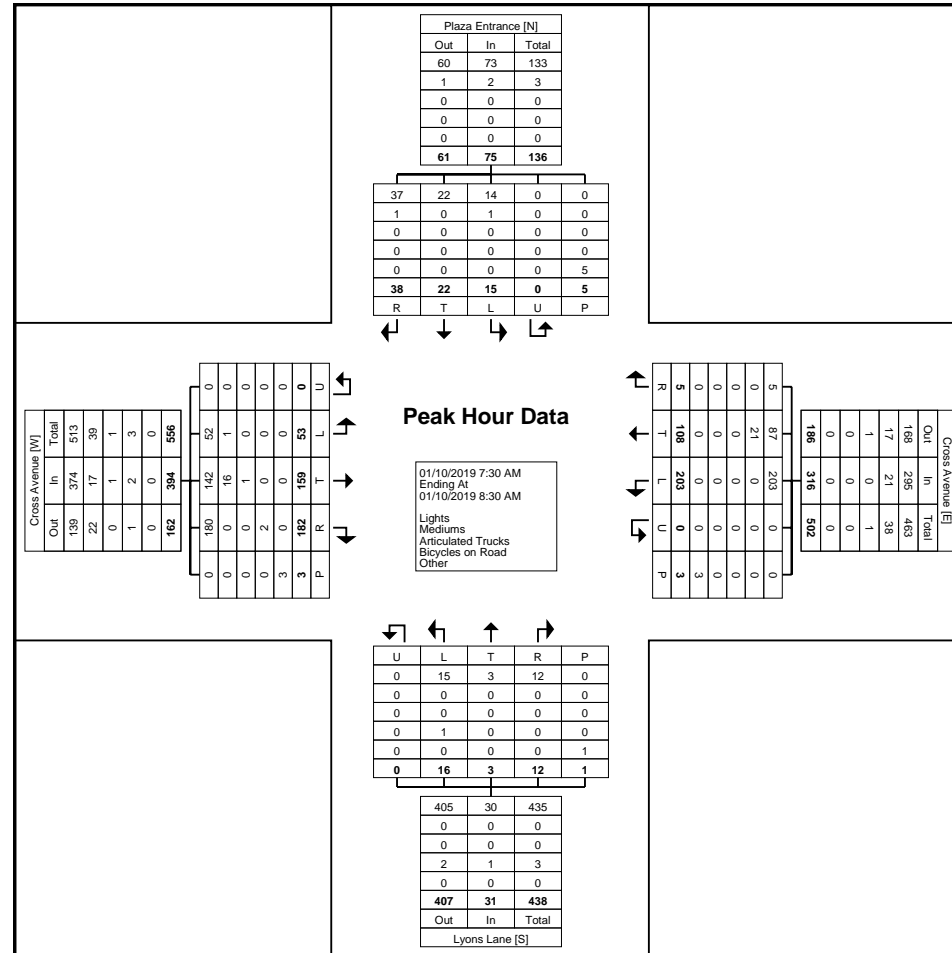 Plaza Entrance [N]
Out In Total
60 73 133
1 2 3
0 0 0
0 0 0
0 0 0
61 75 136
37 22 14 0 0
1 0 1 0 0
0 0 0 0 0
0 0 0 0 0
0 0 0 0 5
38 22 15 0 5
R T L U P
Cross Avenue [W]
Total 513 39 1 3 0 556
In 374 17 1 2 0 394
Out 139 22 0 1 0 162
0 0 0 0 0 0 U
52 1 0 0 0 53 L
142 16 1 0 0 159 T
180 0 0 2 0 182 R
0 0 0 0 3 3 P
Peak Hour Data
01/10/2019 7:30 AM
Ending At
01/10/2019 8:30 AM
Lights
Mediums
Articulated Trucks
Bicycles on Road
Other
R 5 0 0 0 0 5
T 108 0 0 0 21 87
L 203 0 0 0 0 203
U 0 0 0 0 0 0
P 3 3 0 0 0 0
186 0 0 1 17 168 Out
316 0 0 0 21 295 In
502 0 0 1 38 463 Total
Cross Avenue [E]
U L T R P
0 15 3 12 0
0 0 0 0 0
0 0 0 0 0
0 1 0 0 0
0 0 0 0 1
0 16 3 12 1
405 30 435
0 0 0
0 0 0
2 1 3
0 0 0
407 31 438
Out In Total
Lyons Lane [S]